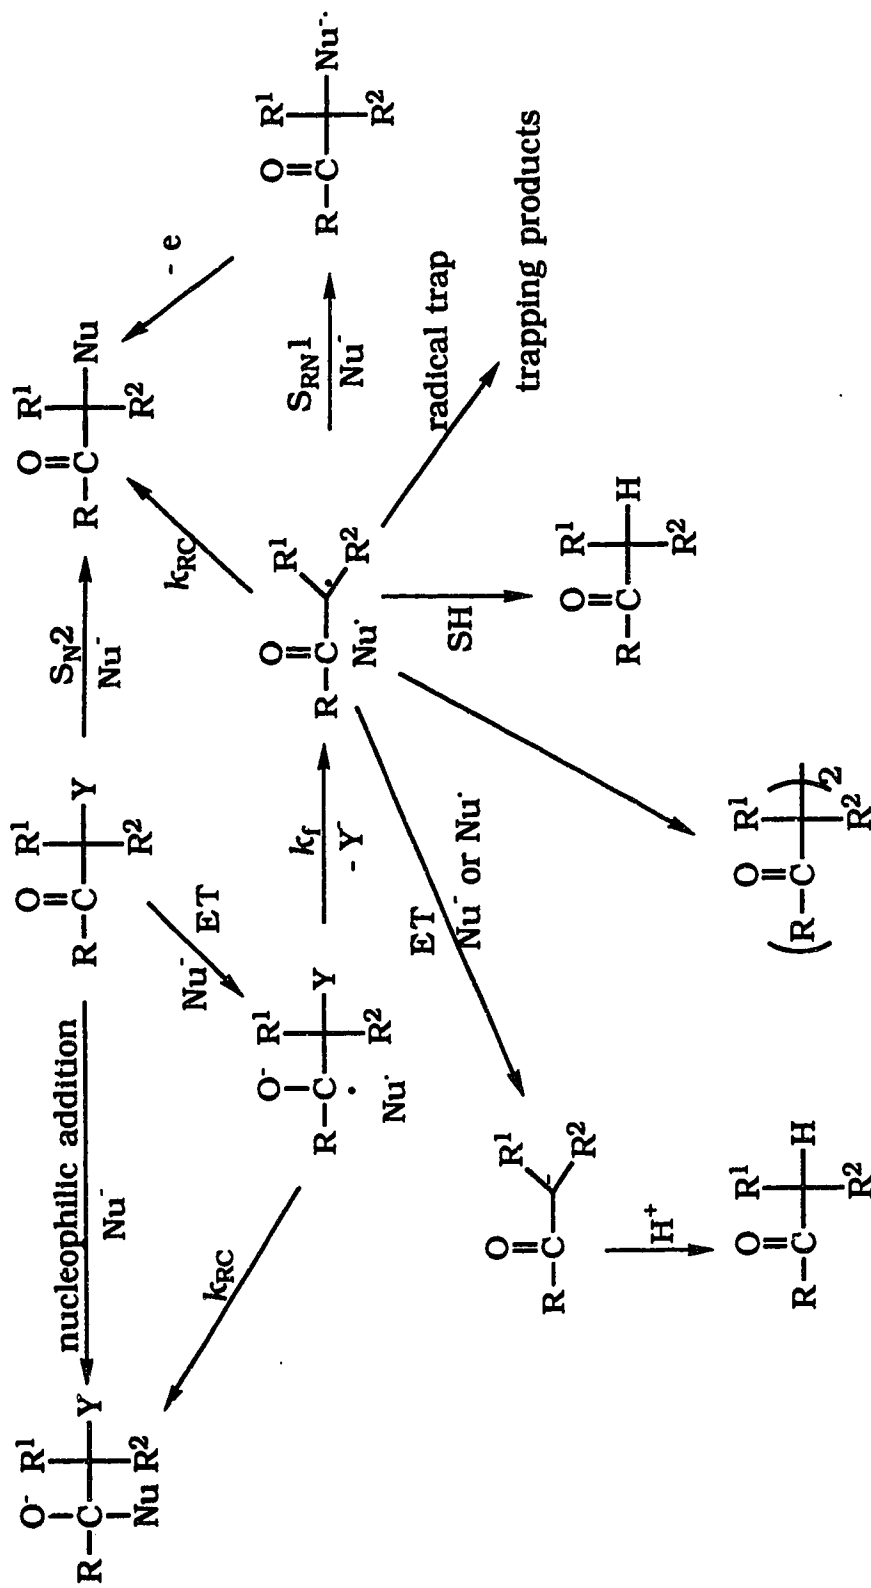 nucleophilic addition
Nu⁻
S_N2
Nu⁻
O⁻ R¹
R–C–Y
Nu R²
O R¹
R–C–Y
R²
O R¹
R–C–Nu
R²
k_RC
Nu⁻ ET
k_RC
- e
O⁻ R¹
R–C–Y
· R²
Nu·
k_f
- Y⁻
O R¹
R–C ·
Nu· R²
S_RN1
Nu⁻
O R¹
R–C–Nu⁻·
R²
ET
Nu⁻ or Nu·
SH
radical trap
trapping products
O R¹
R–C ⁻
R²
H⁺
O R¹
R–C–H
R²
O R¹
(R–C–)₂
R²
O R¹
R–C–H
R²